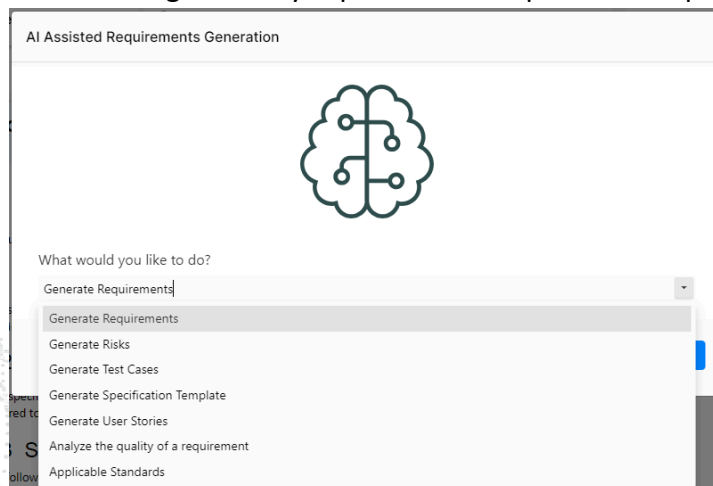 AI Assisted Requirements Generation
What would you like to do?
Generate Requirements
Generate Requirements
Generate Risks
Generate Test Cases
Generate Specification Template
Generate User Stories
Analyze the quality of a requirement
Applicable Standards